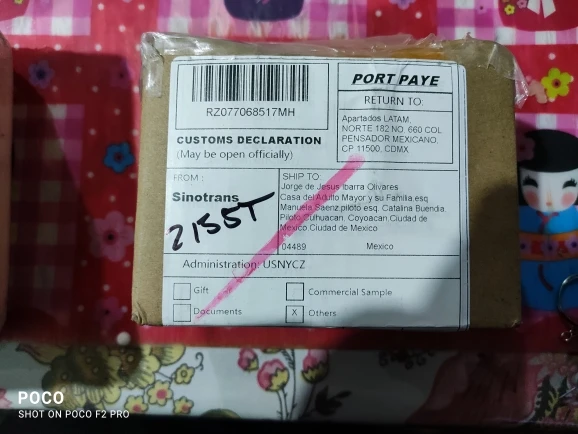 RZ077068517MH
CUSTOMS DECLARATION
(May be open officially)
PORT PAYE
RETURN TO:
Apartados LATAM,
NORTE 182 NO. 660 COL
PENSADOR MEXICANO,
CP 11500, CDMX
FROM :
Sinotrans
2155T
SHIP TO:
Jorge de Jesus Ibarra Olivares
Casa del Adulto Mayor y su Familia.esq
Manuela Saenz piloto esq. Catalina Buendia.
Piloto Culhuacan, Coyoacan,Ciudad de
Mexico,Ciudad de Mexico
04489 Mexico
Administration: USNYCZ
Gift
Commercial Sample
Documents
X Others
POCO
SHOT ON POCO F2 PRO